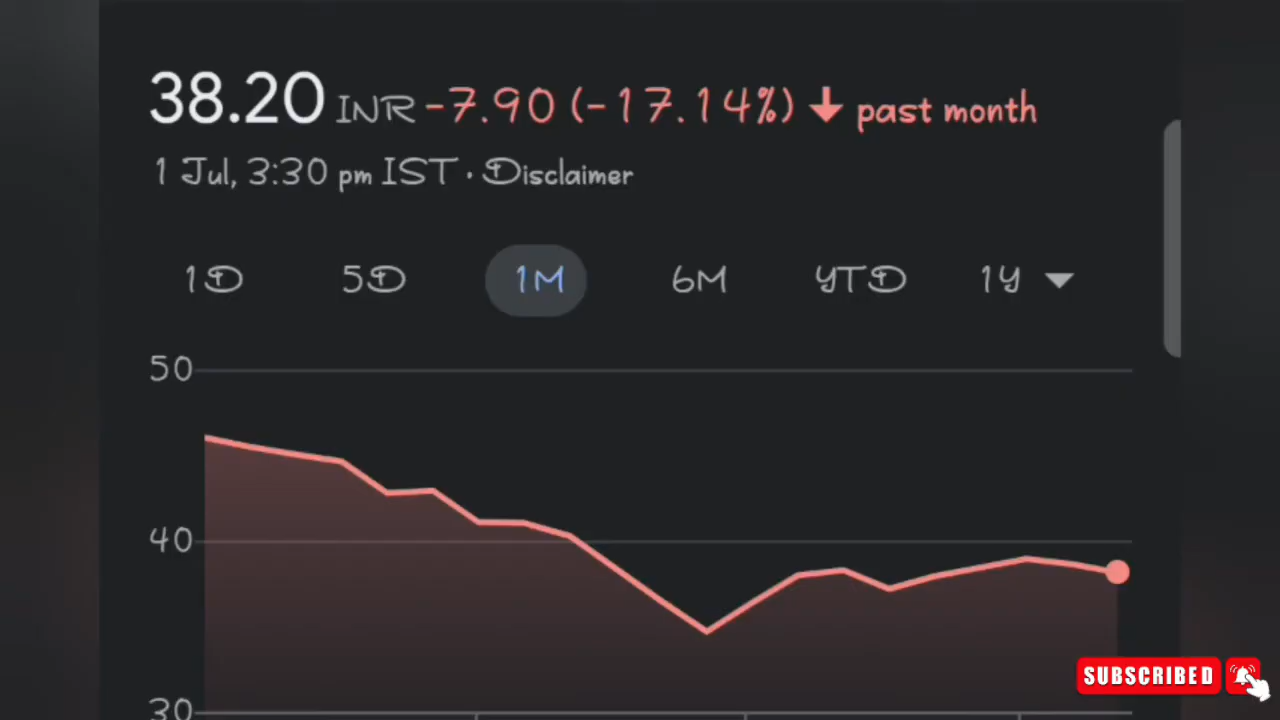 38.20 INR -7.90 (-17.14%) ↓ past month
1 Jul, 3:30 pm IST · Disclaimer
1D 5D 1M 6M YTD 1Y
50
40
30
SUBSCRIBED